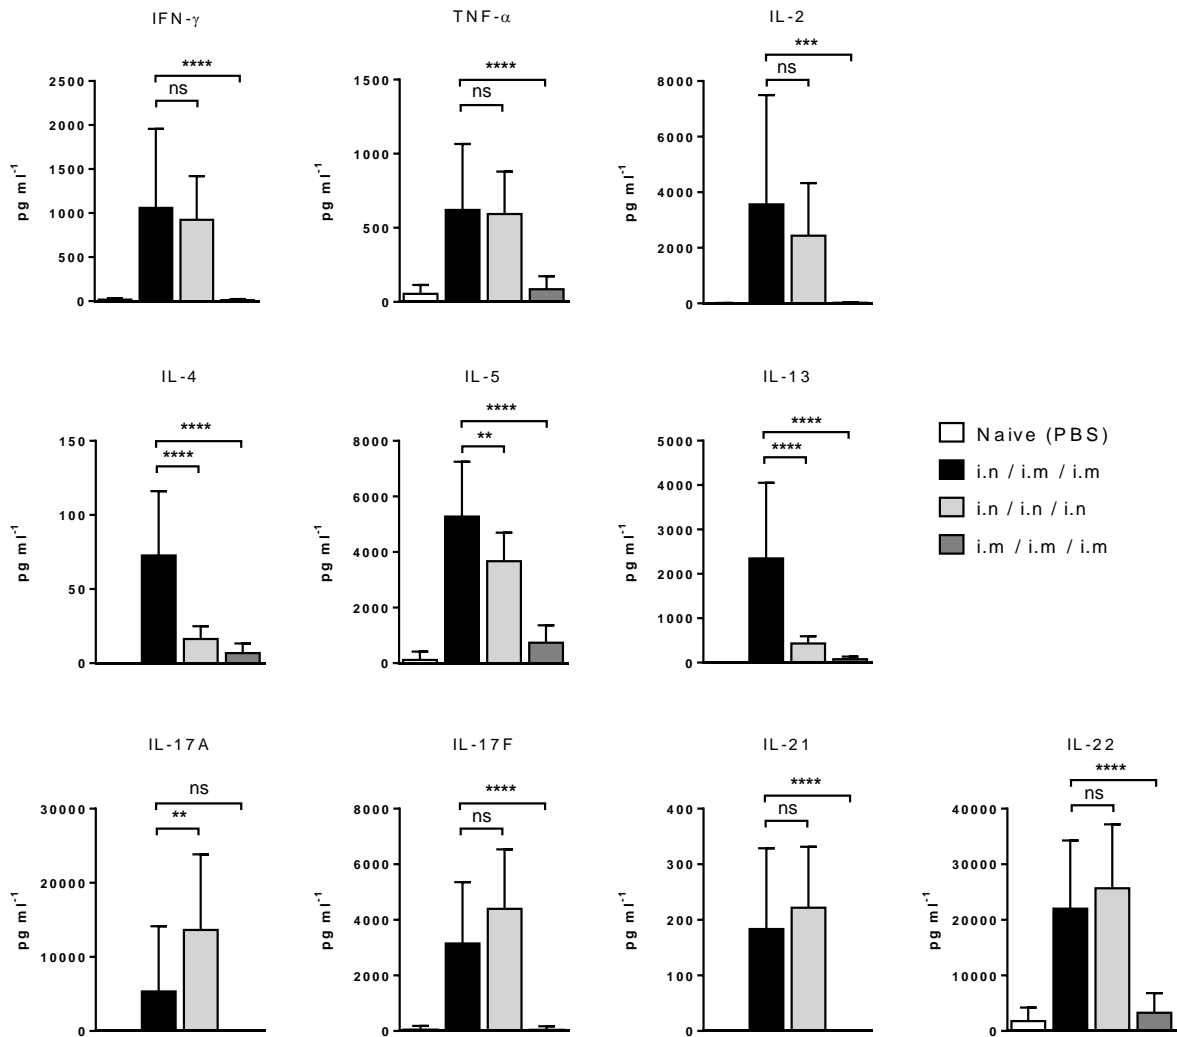 IFN-γ
****
ns
2500
2000
1500
1000
500
0
pg ml-1
TNF-α
****
ns
1500
1000
500
0
pg ml-1
IL-2
***
ns
8000
6000
4000
2000
0
pg ml-1
IL-4
****
****
150
100
50
0
pg ml-1
IL-5
****
**
8000
6000
4000
2000
0
pg ml-1
IL-13
****
****
5000
4000
3000
2000
1000
0
pg ml-1
Naive (PBS)
i.n / i.m / i.m
i.n / i.n / i.n
i.m / i.m / i.m
IL-17A
ns
**
30000
20000
10000
0
pg ml-1
IL-17F
****
ns
8000
6000
4000
2000
0
pg ml-1
IL-21
****
ns
400
300
200
100
0
pg ml-1
IL-22
****
ns
40000
30000
20000
10000
0
pg ml-1